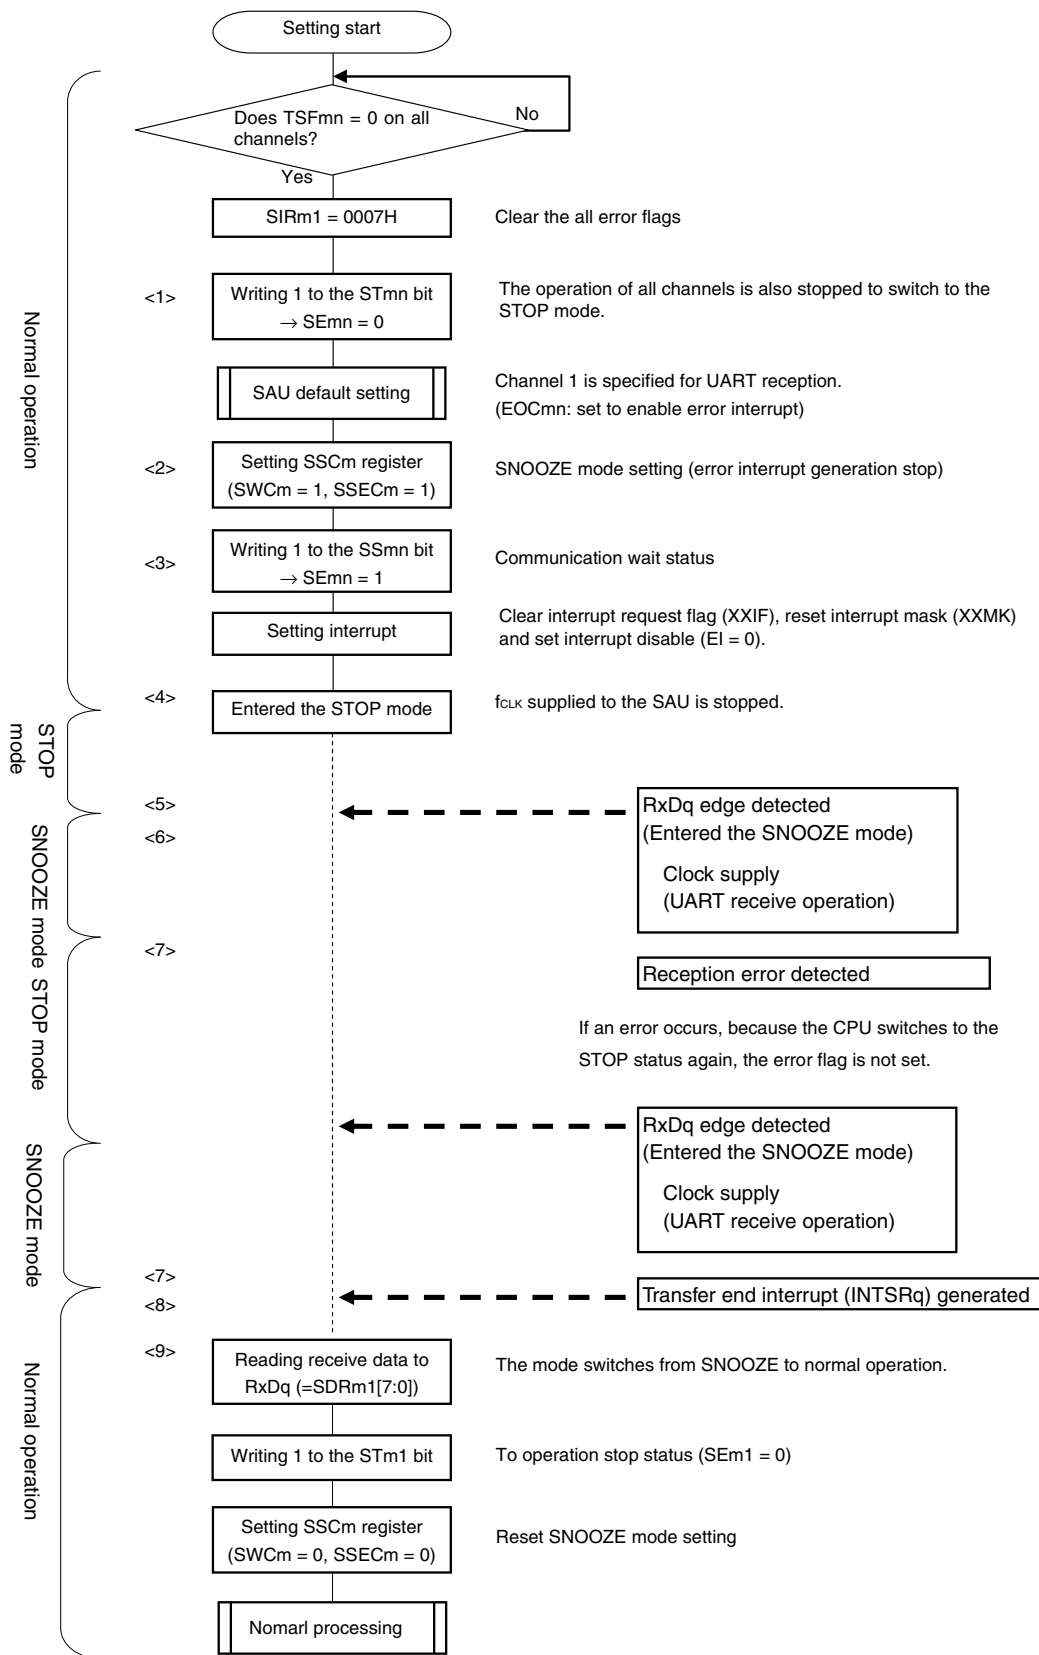 Setting start
Does TSFmn = 0 on all
channels?
No
Yes
SIRm1 = 0007H
Clear the all error flags
<1>
Writing 1 to the STmn bit
→ SEmn = 0
The operation of all channels is also stopped to switch to the
STOP mode.
SAU default setting
Channel 1 is specified for UART reception.
(EOCmn: set to enable error interrupt)
Normal operation
<2>
Setting SSCm register
(SWCm = 1, SSECm = 1)
SNOOZE mode setting (error interrupt generation stop)
<3>
Writing 1 to the SSmn bit
→ SEmn = 1
Communication wait status
Setting interrupt
Clear interrupt request flag (XXIF), reset interrupt mask (XXMK)
and set interrupt disable (EI = 0).
<4>
Entered the STOP mode
fCLK supplied to the SAU is stopped.
STOP
mode
<5>
<6>
RxDq edge detected
(Entered the SNOOZE mode)
Clock supply
(UART receive operation)
SNOOZE mode
<7>
Reception error detected
STOP mode
If an error occurs, because the CPU switches to the
STOP status again, the error flag is not set.
RxDq edge detected
(Entered the SNOOZE mode)
Clock supply
(UART receive operation)
SNOOZE mode
<7>
<8>
Transfer end interrupt (INTSRq) generated
<9>
Reading receive data to
RxDq (=SDRm1[7:0])
The mode switches from SNOOZE to normal operation.
Normal operation
Writing 1 to the STm1 bit
To operation stop status (SEm1 = 0)
Setting SSCm register
(SWCm = 0, SSECm = 0)
Reset SNOOZE mode setting
Nomarl processing